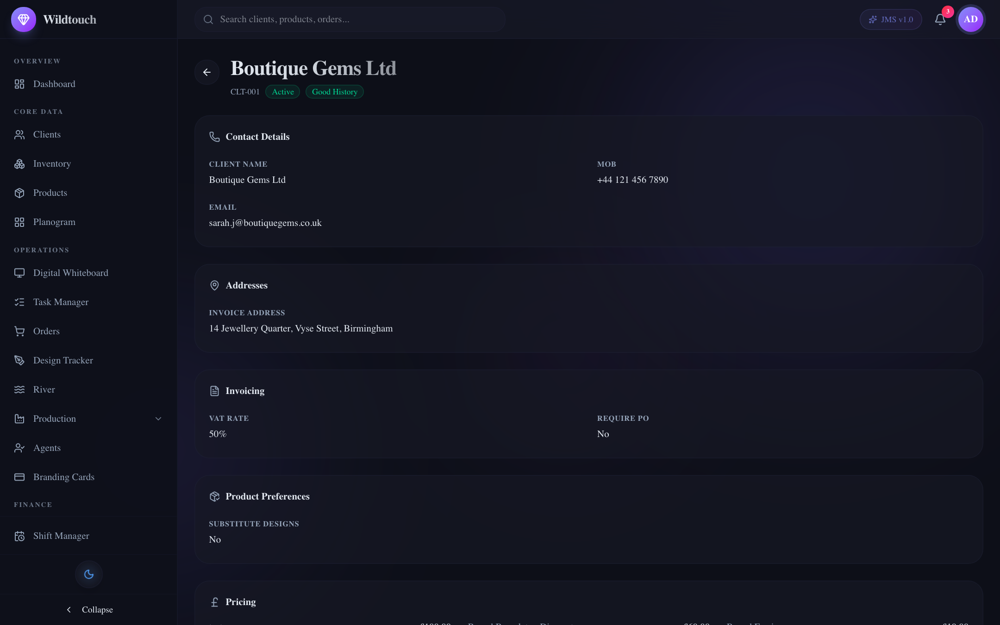 Wildtouch
Search clients, products, orders...
JMS v1.0
3
AD
OVERVIEW
Dashboard
CORE DATA
Clients
Inventory
Products
Planogram
OPERATIONS
Digital Whiteboard
Task Manager
Orders
Design Tracker
River
Production
Agents
Branding Cards
FINANCE
Shift Manager
Collapse
Boutique Gems Ltd
CLT-001 Active Good History
Contact Details
CLIENT NAME
Boutique Gems Ltd
MOB
+44 121 456 7890
EMAIL
sarah.j@boutiquegems.co.uk
Addresses
INVOICE ADDRESS
14 Jewellery Quarter, Vyse Street, Birmingham
Invoicing
VAT RATE
50%
REQUIRE PO
No
Product Preferences
SUBSTITUTE DESIGNS
No
Pricing